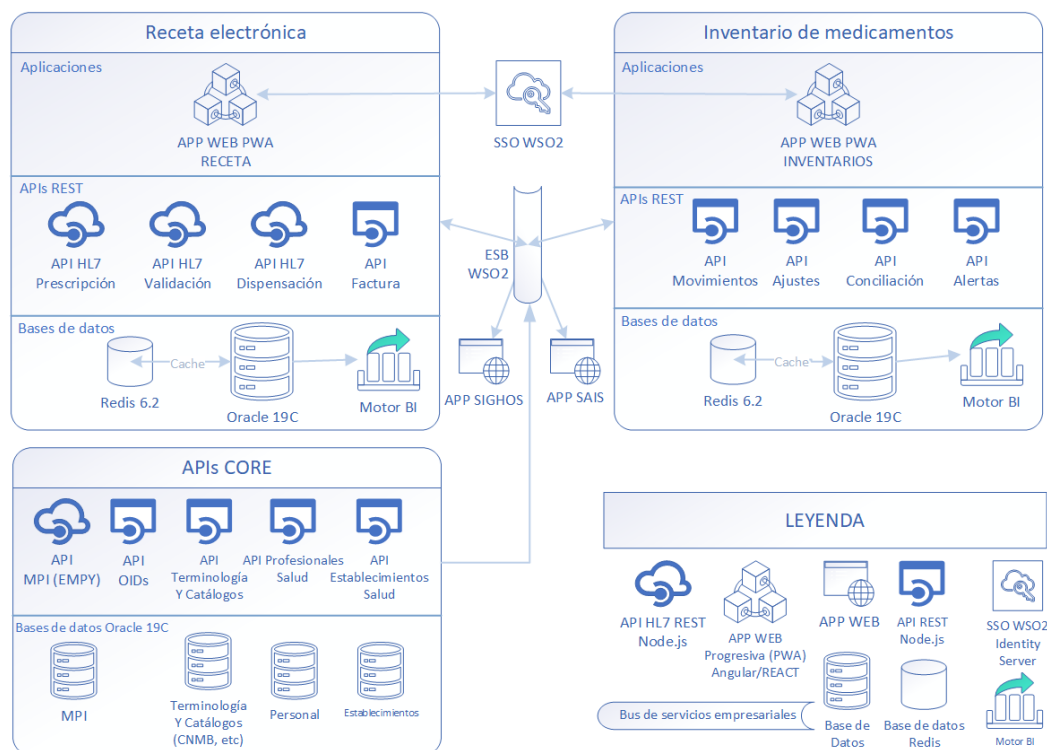 Receta electrónica
Aplicaciones
APP WEB PWA
RECETA
SSO WSO2
Inventario de medicamentos
Aplicaciones
APP WEB PWA
INVENTARIOS
APIs REST
API HL7
Prescripción
API HL7
Validación
API HL7
Dispensación
API
Factura
ESB
WSO2
APIs REST
API
Movimientos
API
Ajustes
API
Conciliación
API
Alertas
Bases de datos
Redis 6.2
Cache
Oracle 19C
Motor BI
APP SIGHOS
APP SAIS
Bases de datos
Redis 6.2
Cache
Oracle 19C
Motor BI
APIs CORE
API
MPI (EMPY)
API
OIDs
API
Terminología
Y Catálogos
API Profesionales
Salud
API
Establecimientos
Salud
Bases de datos Oracle 19C
MPI
Terminología
Y Catálogos
(CNMB, etc)
Personal
Establecimientos
LEYENDA
API HL7 REST
Node.js
APP WEB
Progresiva (PWA)
Angular/REACT
APP WEB
API REST
Node.js
SSO WSO2
Identity
Server
Bus de servicios empresariales
Base de
Datos
Base de datos
Redis
Motor BI